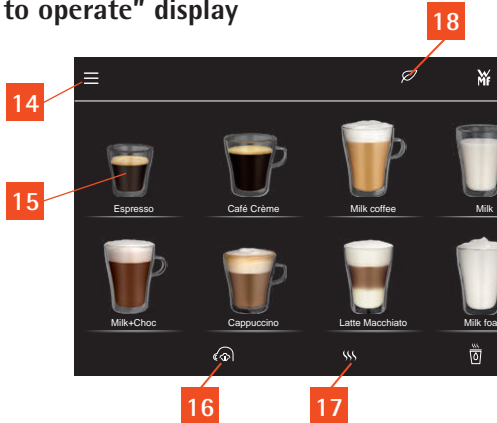 to operate" display
18
WMF
14
15
Espresso
Café Crème
Milk coffee
Milk
Milk+Choc
Cappuccino
Latte Macchiato
Milk foa
16
17